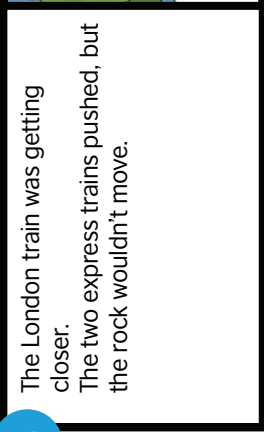 The London train was getting
closer.
The two express trains pushed, but
the rock wouldn't move.